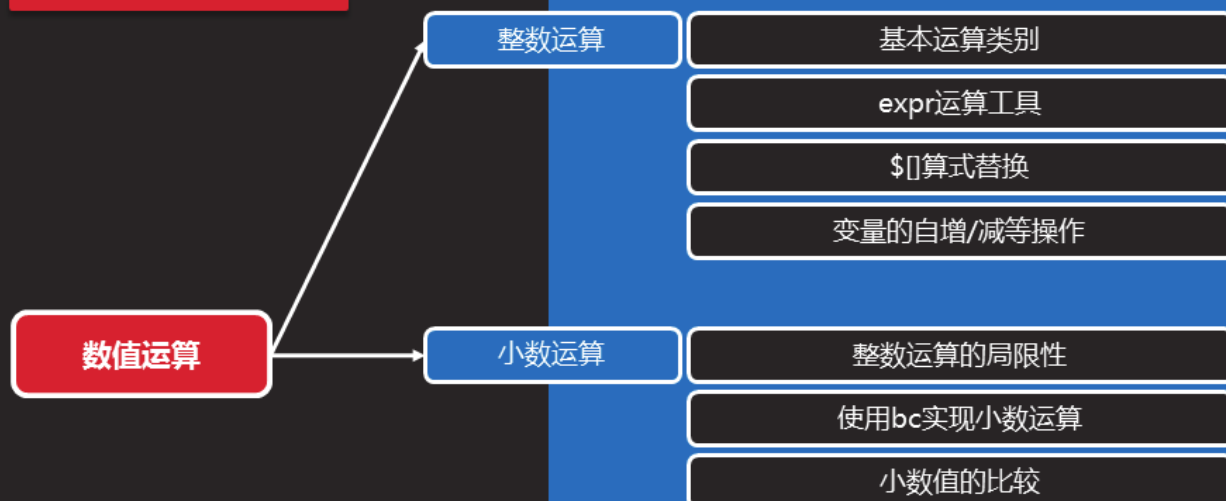 整数运算
基本运算类别
expr运算工具
$[]算式替换
变量的自增/减等操作
数值运算
小数运算
整数运算的局限性
使用bc实现小数运算
小数值的比较